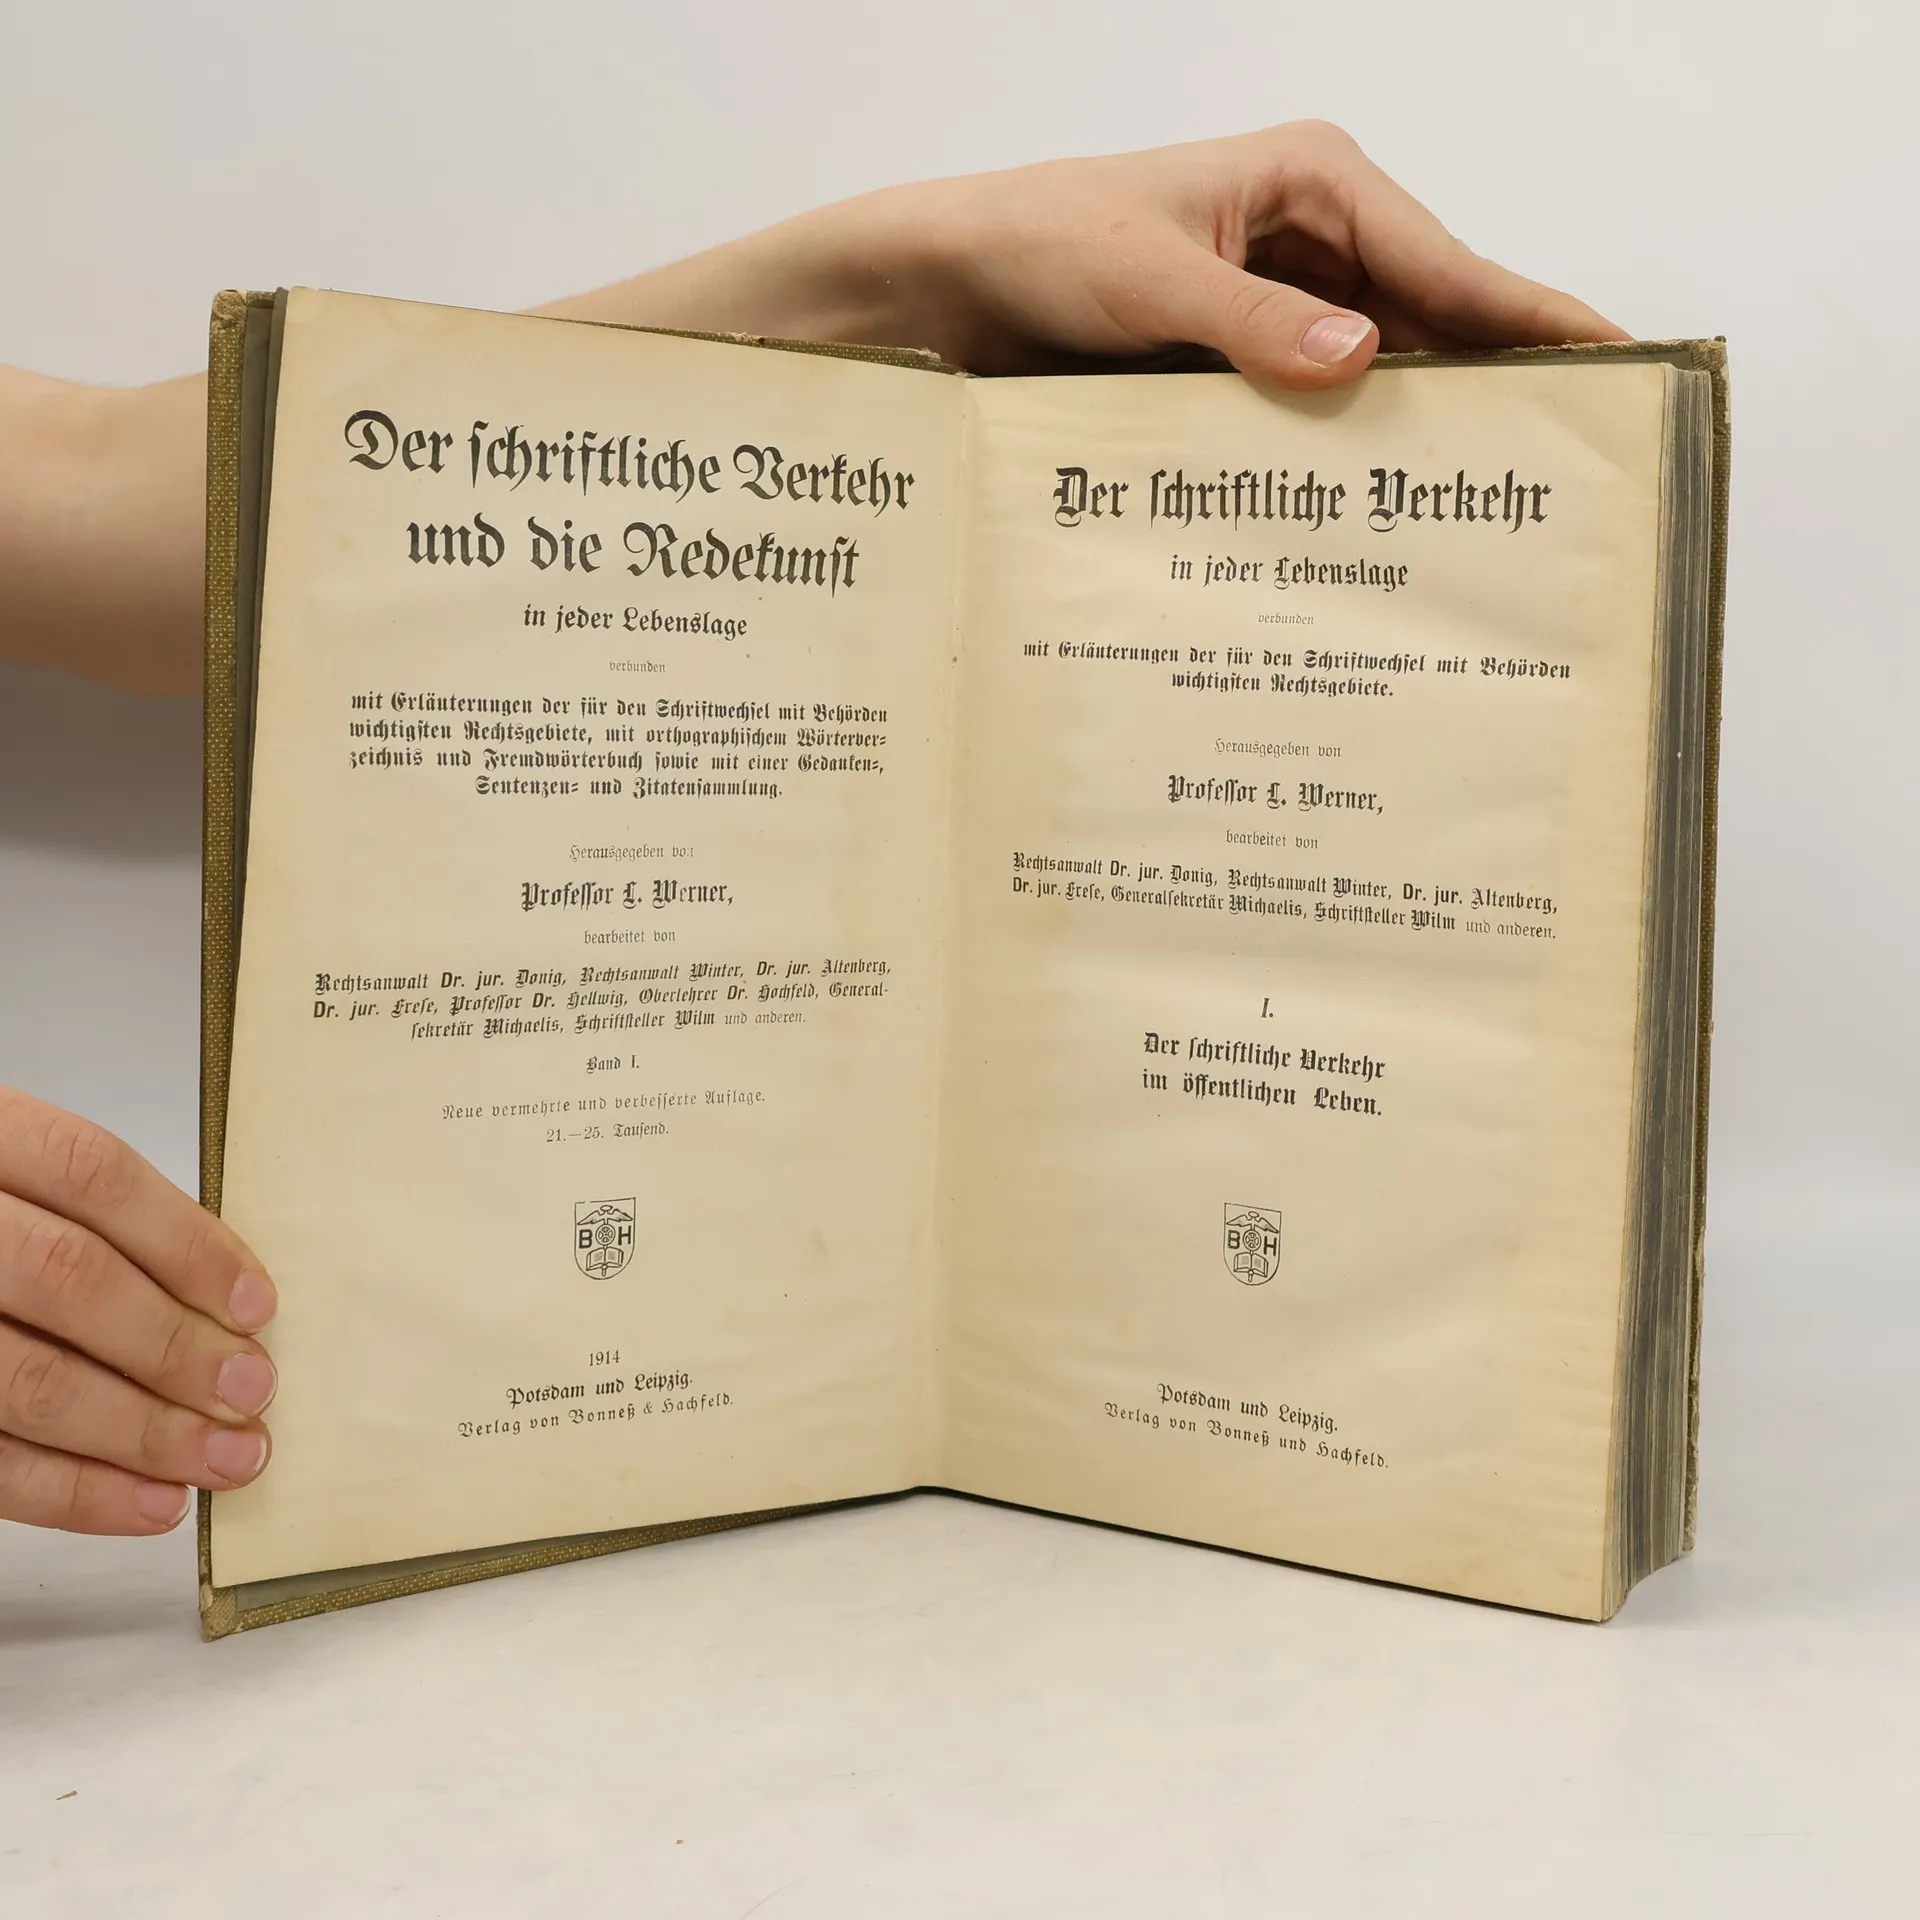 Der schriftliche Verkehr
und die Redekunst
in jeder Lebenslage
verbunden
mit Erläuterungen der für den Schriftwechsel mit Behörden
wichtigsten Rechtsgebiete, mit orthographischem Wörterver-
zeichnis und Fremdwörterbuch sowie mit einer Gedanken-,
Sentenzen- und Zitatensammlung.
Herausgegeben von
Professor L. Werner,
bearbeitet von
Rechtsanwalt Dr. jur. Donig, Rechtsanwalt Winter, Dr. jur. Altenberg,
Dr. jur. Frese, Professor Dr. Hellwig, Oberlehrer Dr. Hochfeld, General-
sekretär Michaelis, Schriftsteller Wilm und anderen.
Band I.
Neue vermehrte und verbesserte Auflage.
21.—25. Tausend.
B H
1914
Potsdam und Leipzig.
Verlag von Bonneß & Hachfeld.
Der schriftliche Verkehr
in jeder Lebenslage
verbunden
mit Erläuterungen der für den Schriftwechsel mit Behörden
wichtigsten Rechtsgebiete.
Herausgegeben von
Professor L. Werner,
bearbeitet von
Rechtsanwalt Dr. jur. Donig, Rechtsanwalt Winter, Dr. jur. Altenberg,
Dr. jur. Frese, Generalsekretär Michaelis, Schriftsteller Wilm und anderen.
I.
Der schriftliche Verkehr
im öffentlichen Leben.
B H
Potsdam und Leipzig.
Verlag von Bonneß und Hachfeld.